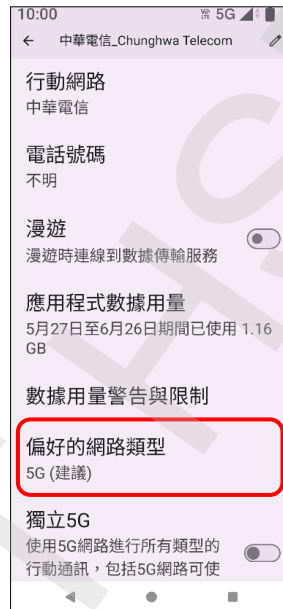 10:00 5G
中華電信_Chunghwa Telecom
行動網路
中華電信
電話號碼
不明
漫遊
漫遊時連線到數據傳輸服務
應用程式數據用量
5月27日至6月26日期間已使用 1.16
GB
數據用量警告與限制
偏好的網路類型
5G (建議)
獨立5G
使用5G網路進行所有類型的
行動通訊，包括5G網路可使